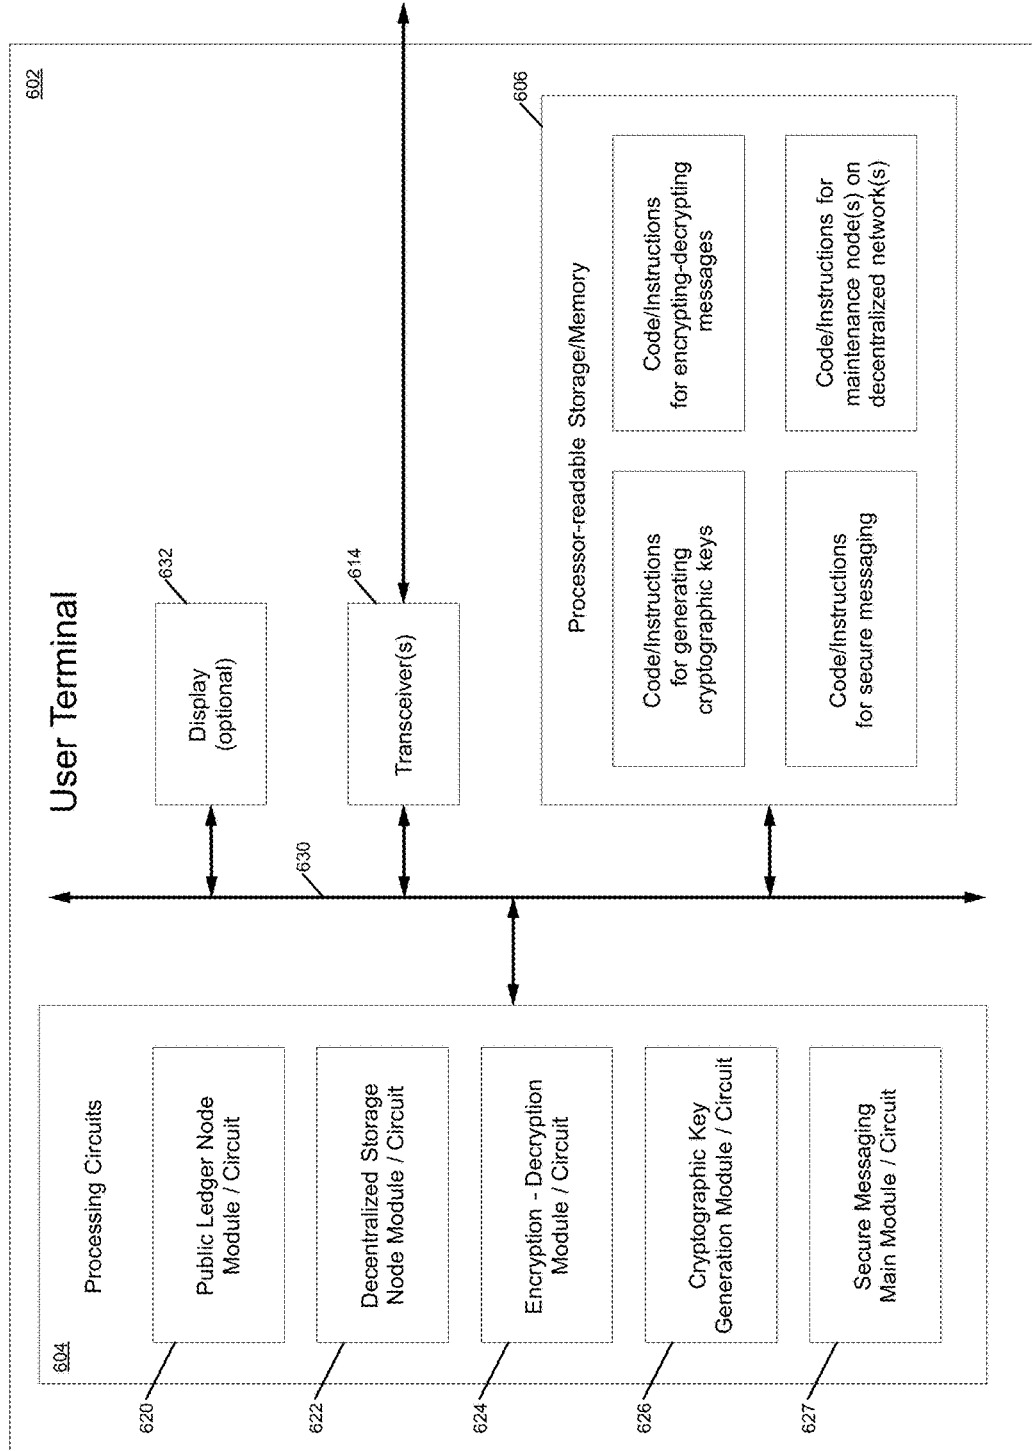 602
User Terminal
604
Processing Circuits
620
Public Ledger Node
Module / Circuit
622
Decentralized Storage
Node Module / Circuit
624
Encryption - Decryption
Module / Circuit
626
Cryptographic Key
Generation Module / Circuit
627
Secure Messaging
Main Module / Circuit
630
632
Display
(optional)
614
Transceiver(s)
606
Processor-readable Storage/Memory
Code/Instructions
for generating
cryptographic keys
Code/Instructions
for encrypting-decrypting
messages
Code/Instructions
for secure messaging
Code/Instructions for
maintenance node(s) on
decentralized network(s)